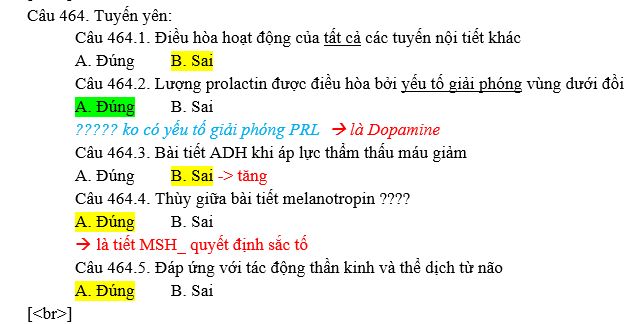 Câu 464. Tuyến yên:
Câu 464.1. Điều hòa hoạt động của tất cả các tuyến nội tiết khác
A. Đúng B. Sai
Câu 464.2. Lượng prolactin được điều hòa bởi yếu tố giải phóng vùng dưới đồi
A. Đúng B. Sai
????? ko có yếu tố giải phóng PRL → là Dopamine
Câu 464.3. Bài tiết ADH khi áp lực thẩm thấu máu giảm
A. Đúng B. Sai -> tăng
Câu 464.4. Thùy giữa bài tiết melanotropin ????
A. Đúng B. Sai
→ là tiết MSH_ quyết định sắc tố
Câu 464.5. Đáp ứng với tác động thần kinh và thể dịch từ não
A. Đúng B. Sai
[<br>]